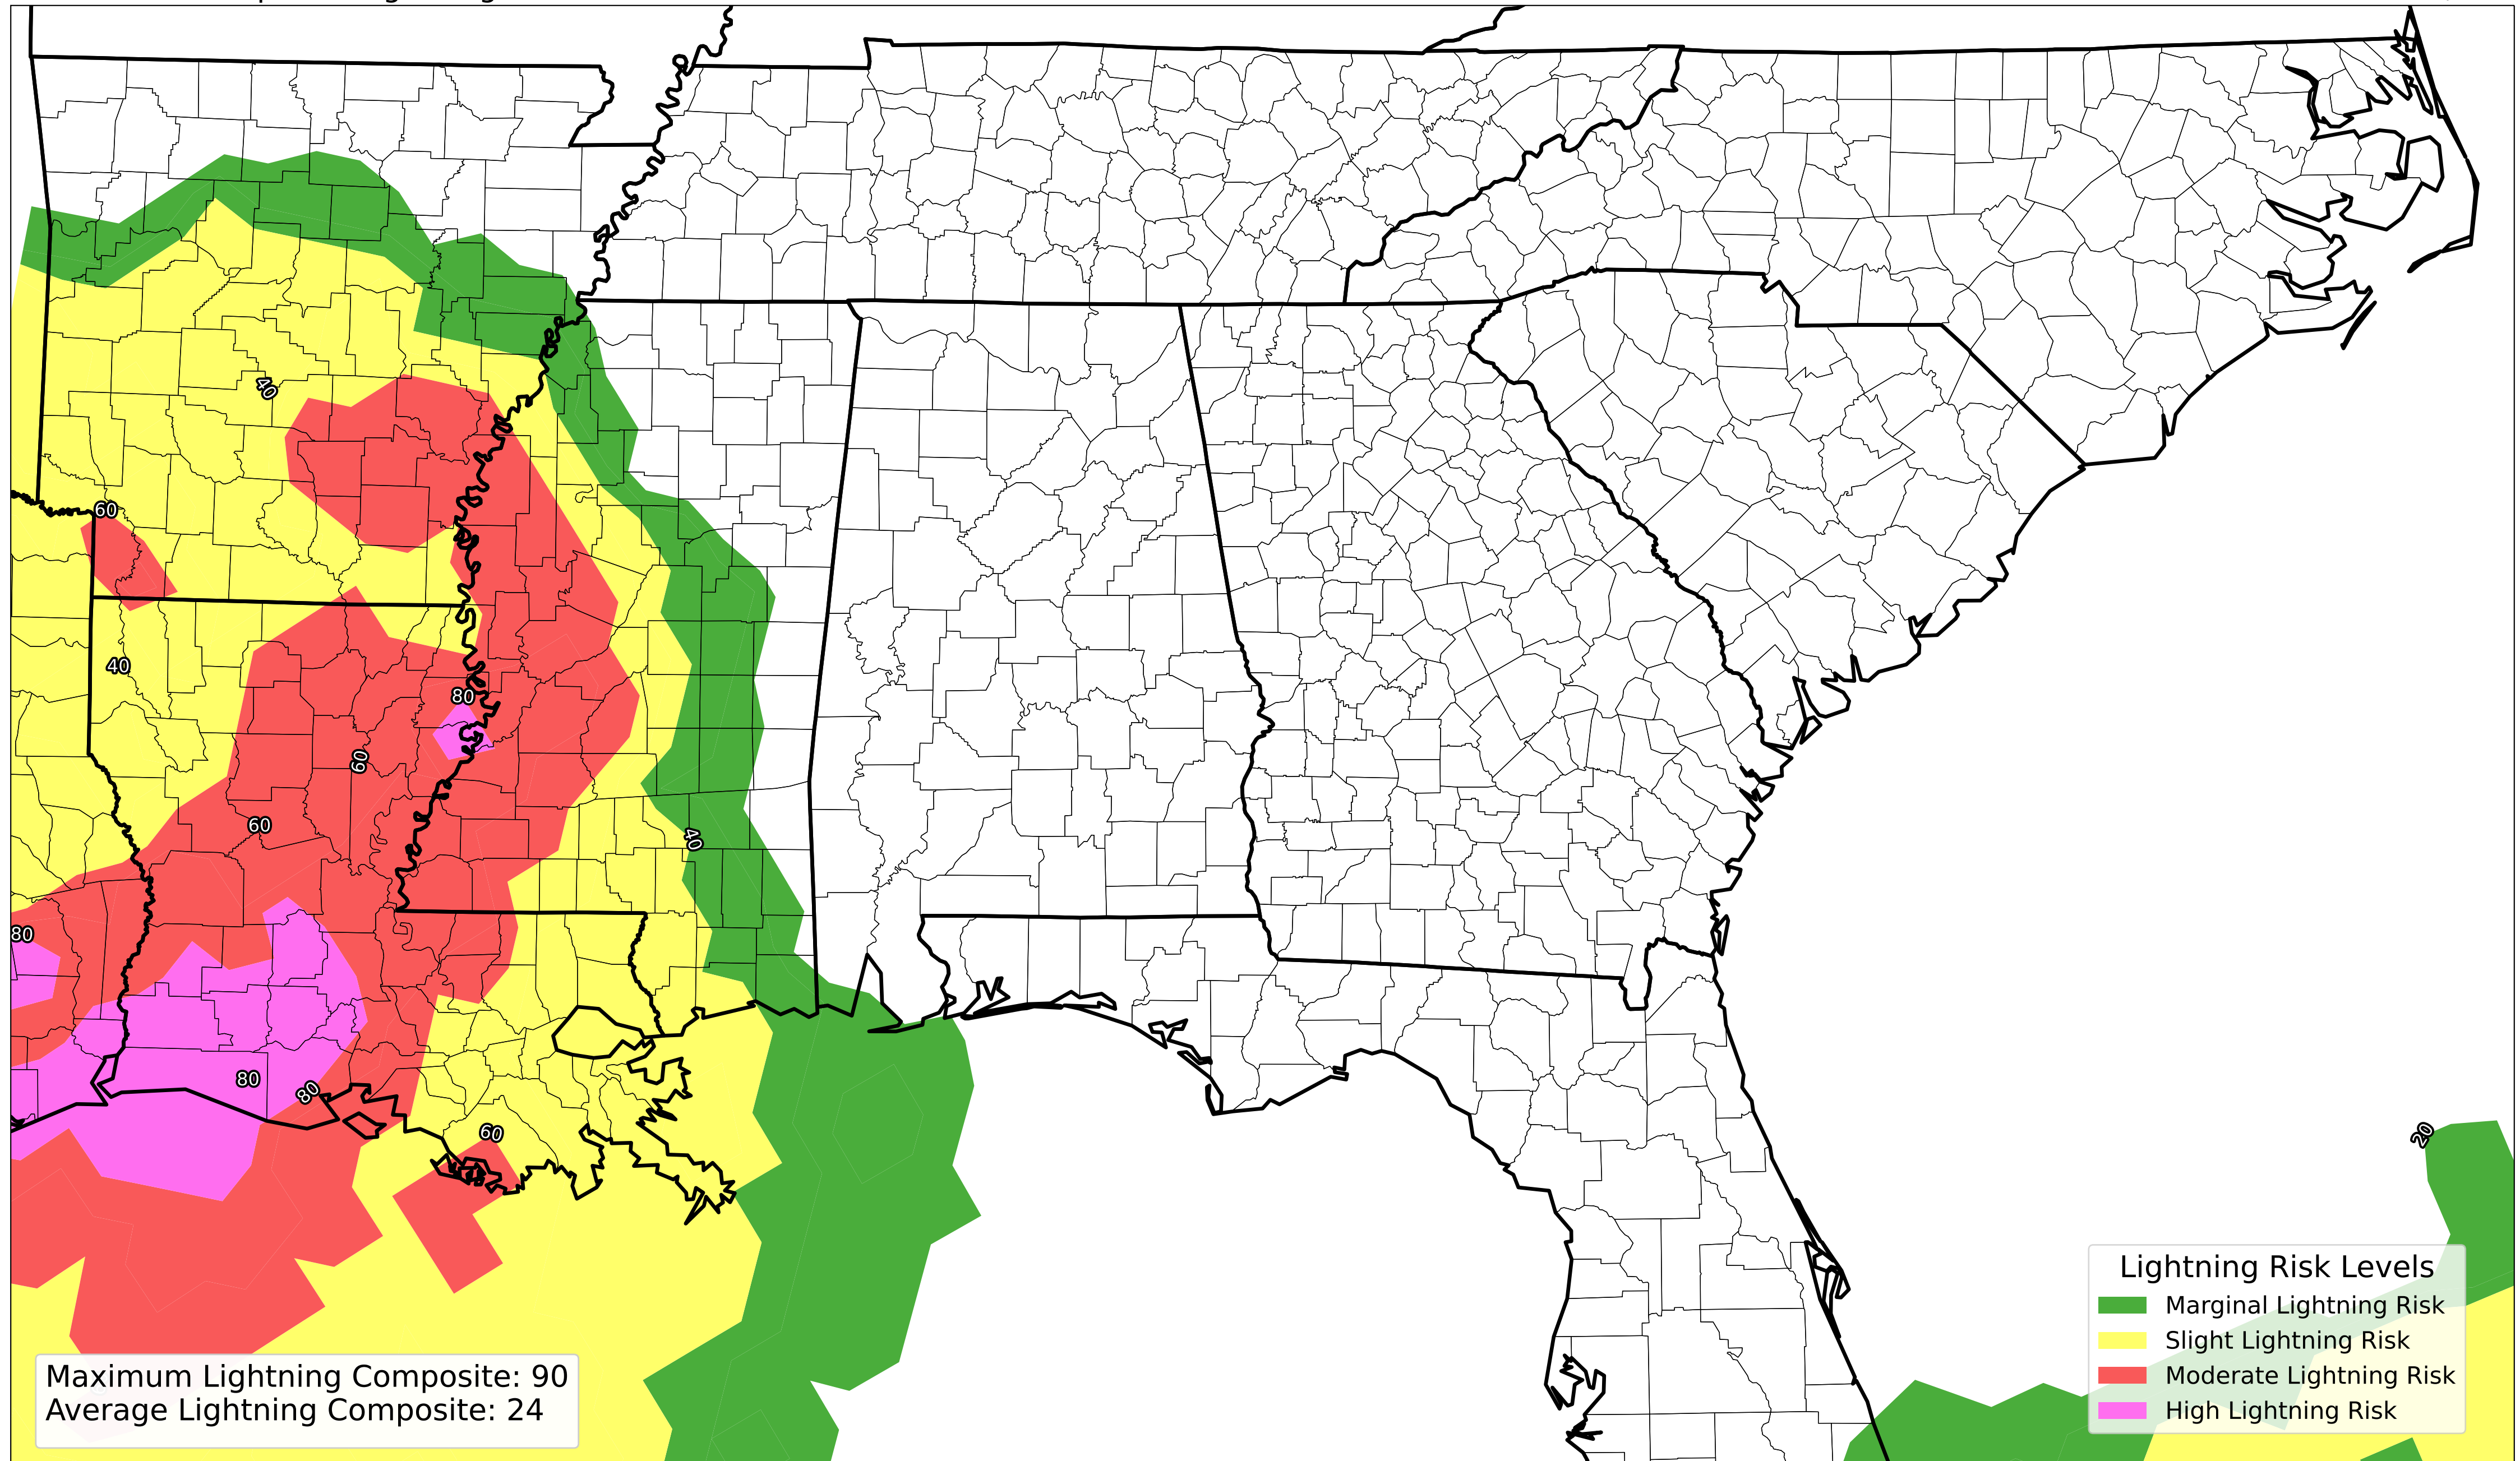 40
60
40
80
60
60
40
80
80
80
60
20
Lightning Risk Levels
Marginal Lightning Risk
Slight Lightning Risk
Moderate Lightning Risk
High Lightning Risk
Maximum Lightning Composite: 90
Average Lightning Composite: 24